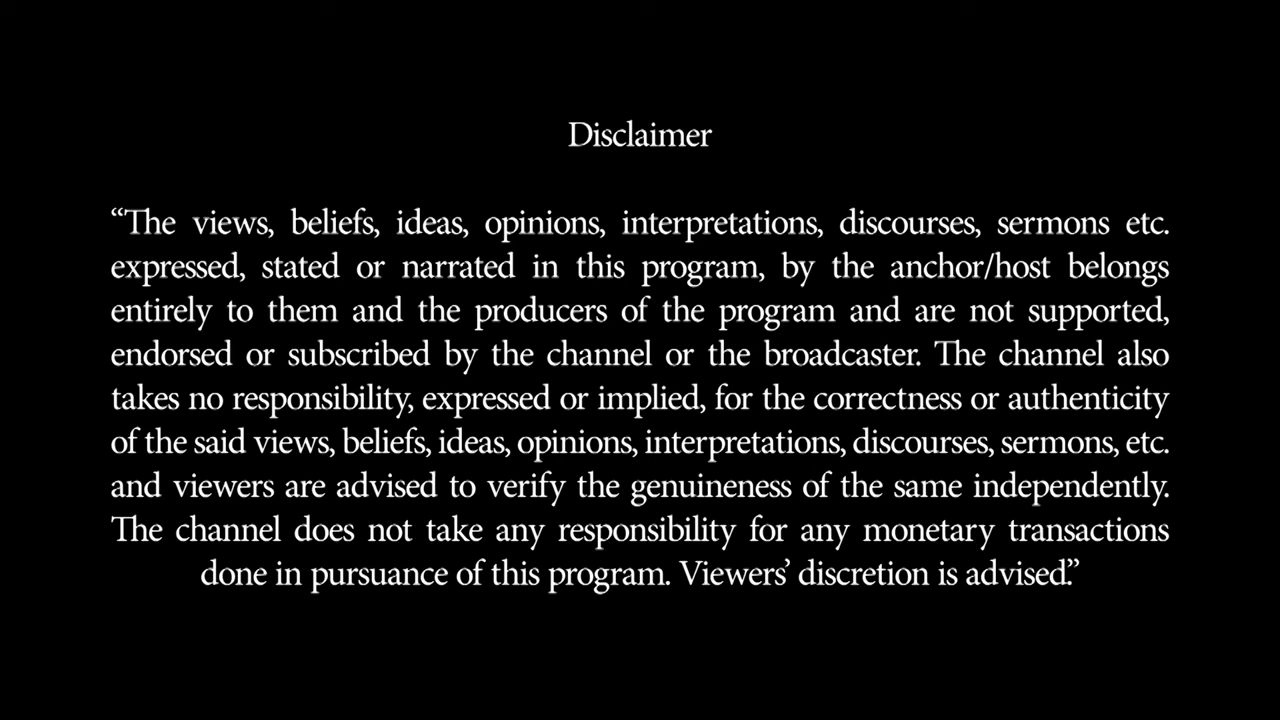 Disclaimer
“The views, beliefs, ideas, opinions, interpretations, discourses, sermons etc.
expressed, stated or narrated in this program, by the anchor/host belongs
entirely to them and the producers of the program and are not supported,
endorsed or subscribed by the channel or the broadcaster. The channel also
takes no responsibility, expressed or implied, for the correctness or authenticity
of the said views, beliefs, ideas, opinions, interpretations, discourses, sermons, etc.
and viewers are advised to verify the genuineness of the same independently.
The channel does not take any responsibility for any monetary transactions
done in pursuance of this program. Viewers’ discretion is advised.”